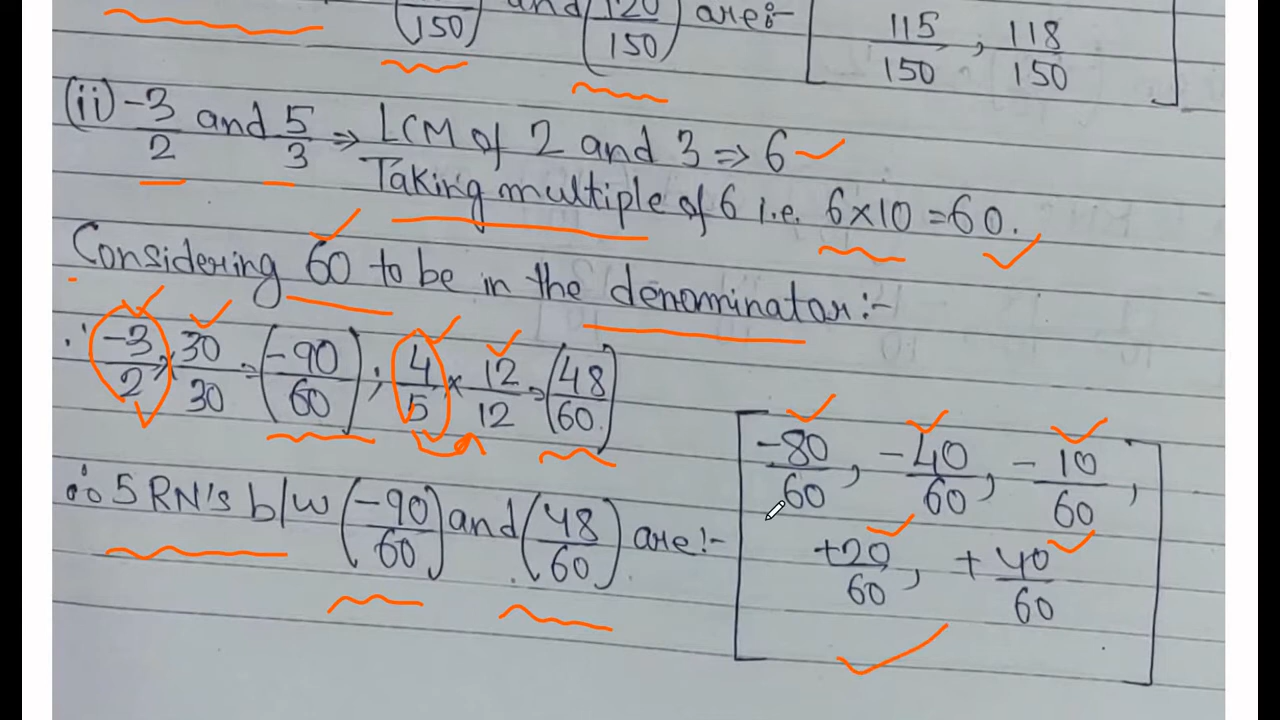 150 and 120/150 are:- 115/150, 118/150
(ii) -3/2 and 5/3 ⇒ LCM of 2 and 3 ⇒ 6
Taking multiple of 6 i.e. 6×10 = 60.
Considering 60 to be in the denominator:-
∴ -3/2 × 30/30 = (-90/60) ; 4/5 × 12/12 = (48/60)
∴ 5 RN's b/w (-90/60) and (48/60) are:- -80/60, -40/60, -10/60,
+20/60, +40/60